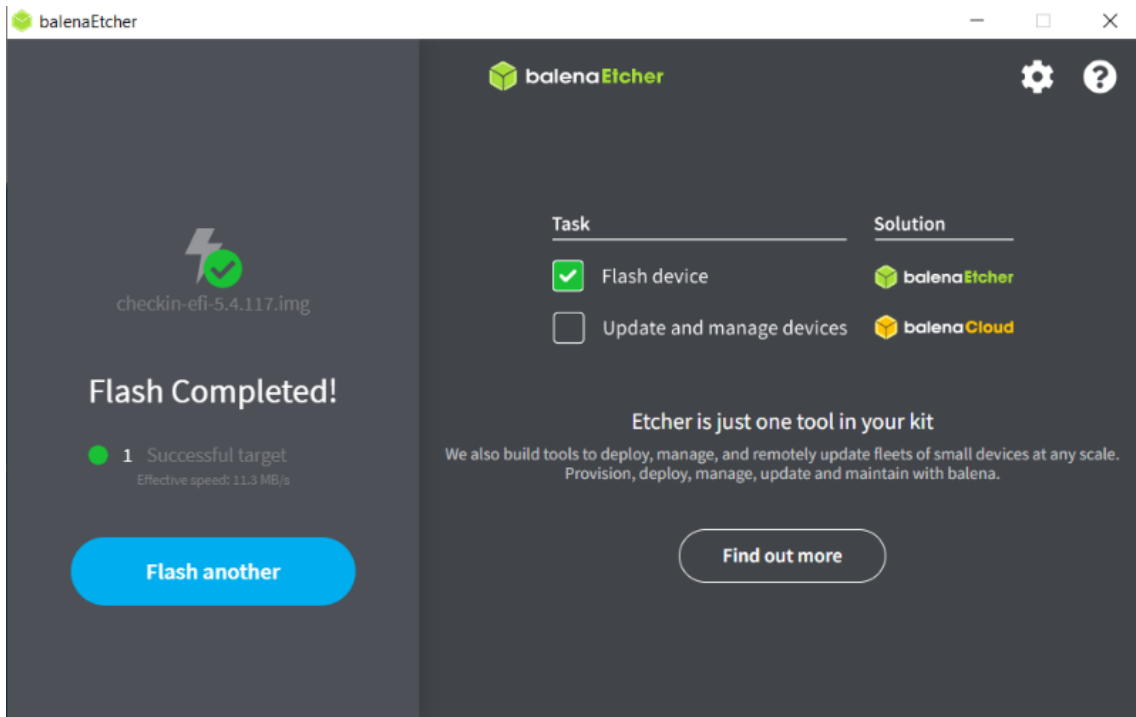 balenaEtcher
balenaEtcher
Task
Solution
Flash device
balenaEtcher
Update and manage devices
balenaCloud
checkin-efi-5.4.117.img
Flash Completed!
1 Successful target
Effective speed: 11.3 MB/s
Flash another
Etcher is just one tool in your kit
We also build tools to deploy, manage, and remotely update fleets of small devices at any scale.
Provision, deploy, manage, update and maintain with balena.
Find out more